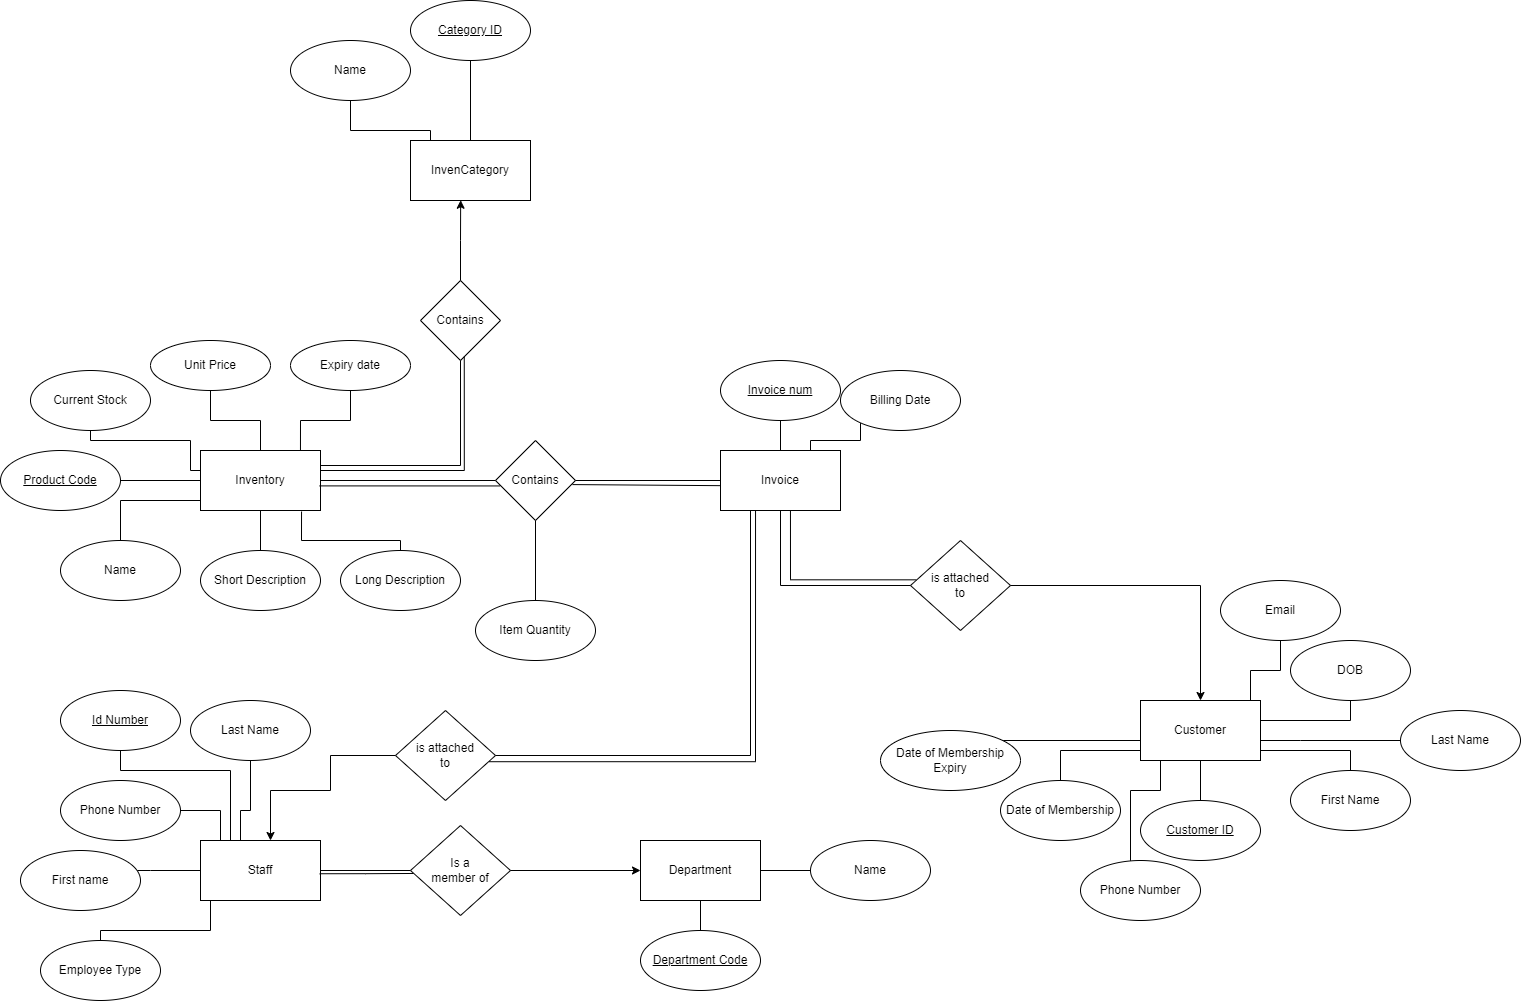 Category ID
Name
InvenCategory
Contains
Unit Price
Expiry date
Current Stock
Invoice num
Billing Date
Product Code
Inventory
Contains
Invoice
Name
Short Description
Long Description
is attached
to
Item Quantity
Email
DOB
Id Number
Last Name
is attached
to
Customer
Last Name
Date of Membership
Expiry
Phone Number
Date of Membership
First Name
Customer ID
First name
Staff
Is a
member of
Department
Name
Phone Number
Employee Type
Department Code